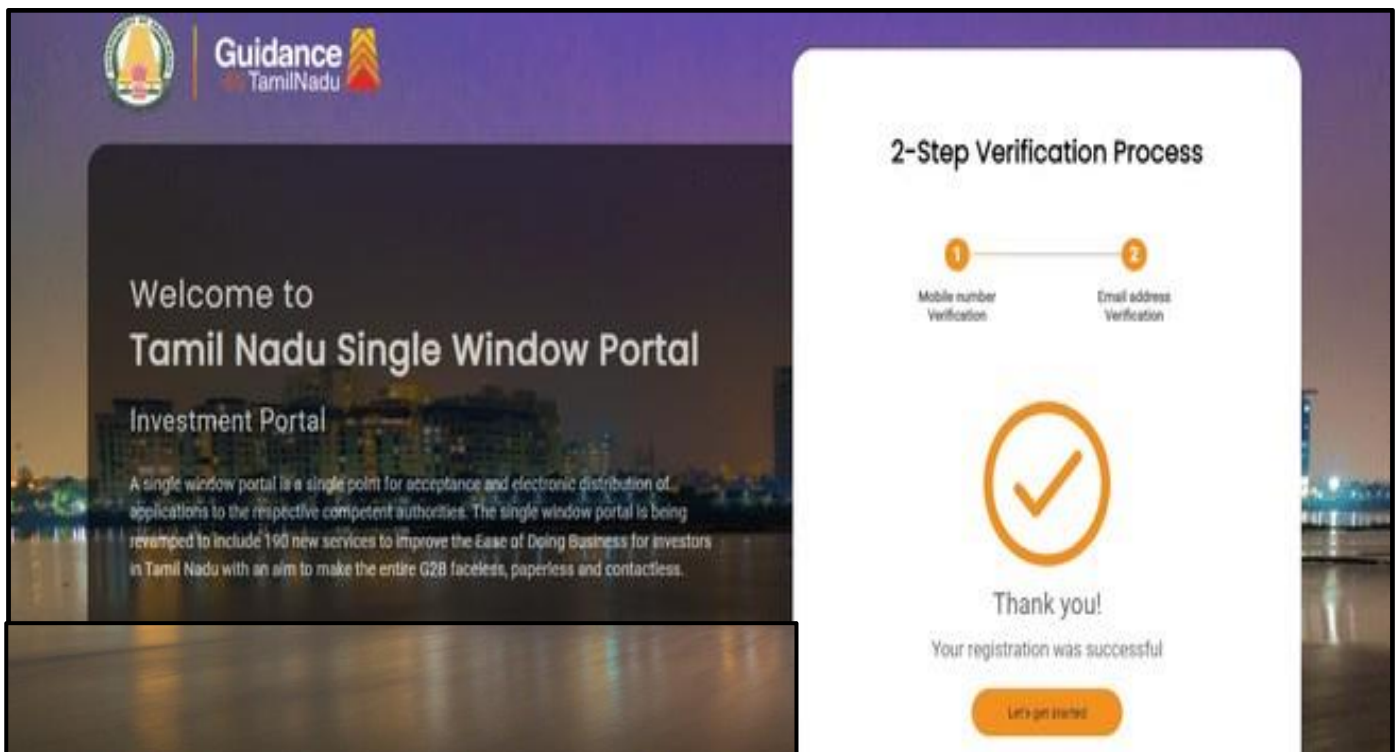 Guidance
TamilNadu
Welcome to
Tamil Nadu Single Window Portal
Investment Portal
A single window portal is a single point for acceptance and electronic distribution of
applications to the respective competent authorities. The single window portal is being
revamped to include 190 new services to improve the Ease of Doing Business for investors
in Tamil Nadu with an aim to make the entire G2B faceless, paperless and contactless.
2-Step Verification Process
1
2
Mobile number
Verification
Email address
Verification
Thank you!
Your registration was successful
Let's get started